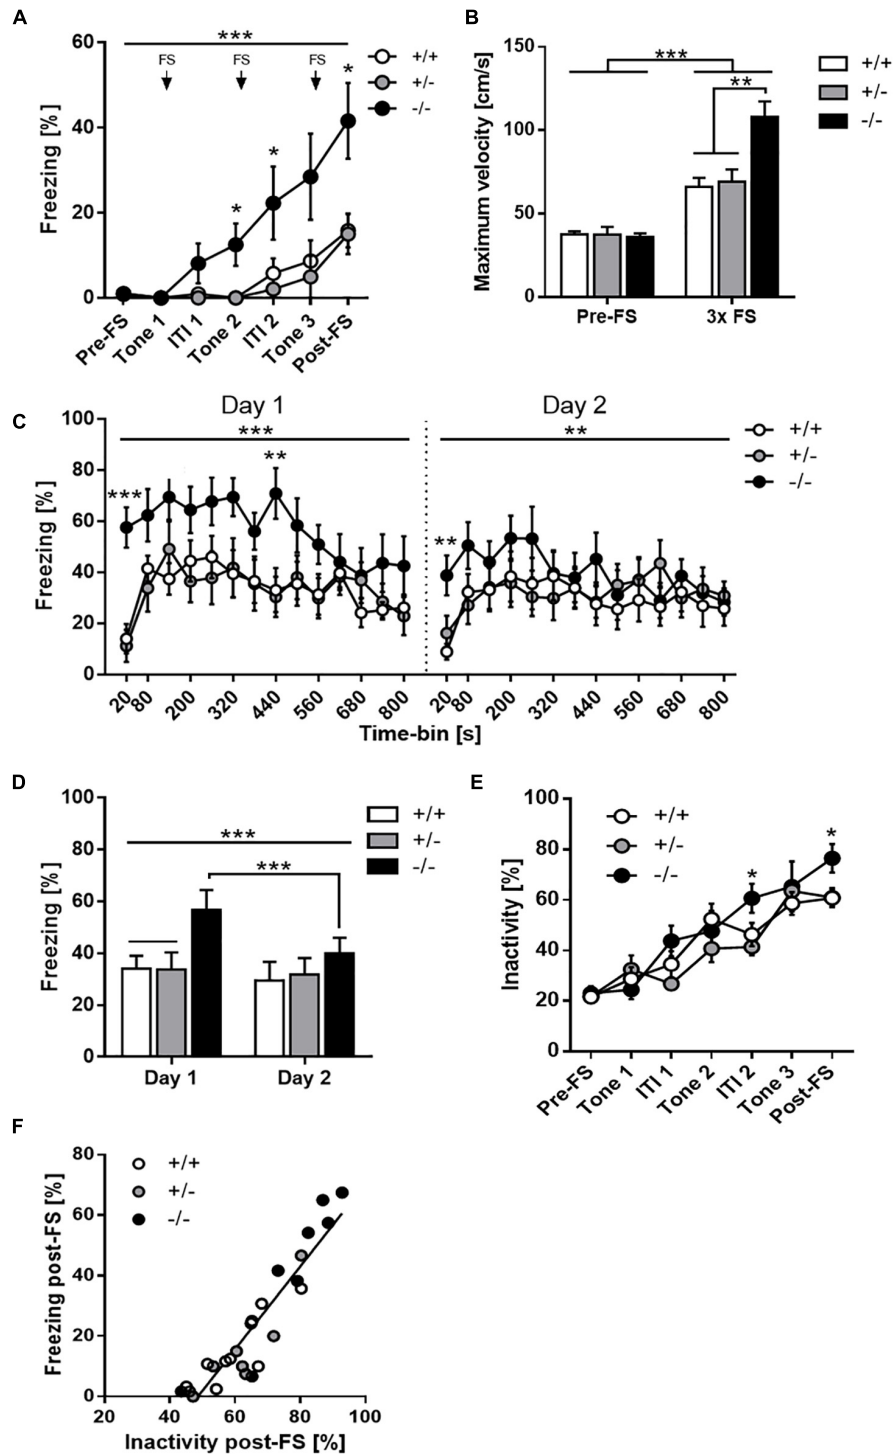 A
***
FS FS FS
*
*
*
+/+
+/-
-/-
60
40
20
0
Freezing [%]
Pre-FS Tone 1 ITI 1 Tone 2 ITI 2 Tone 3 Post-FS
B
***
**
+/+
+/-
-/-
150
100
50
0
Maximum velocity [cm/s]
Pre-FS 3x FS
C
Day 1 Day 2
*** **
*** ** **
+/+
+/-
-/-
100
80
60
40
20
0
Freezing [%]
20 80 200 320 440 560 680 800 20 80 200 320 440 560 680 800
Time-bin [s]
D
***
***
+/+
+/-
-/-
100
80
60
40
20
0
Freezing [%]
Day 1 Day 2
E
+/+
+/-
-/-
*
*
100
80
60
40
20
0
Inactivity [%]
Pre-FS Tone 1 ITI 1 Tone 2 ITI 2 Tone 3 Post-FS
F
+/+
+/-
-/-
80
60
40
20
0
Freezing post-FS [%]
20 40 60 80 100
Inactivity post-FS [%]